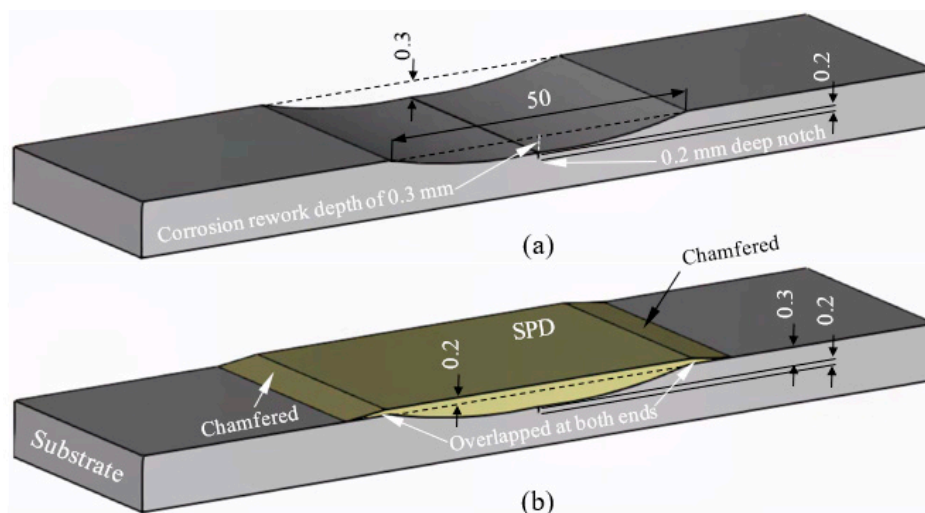 0.3
0.2
50
0.2 mm deep notch
Corrosion rework depth of 0.3 mm
(a)
Chamfered
SPD
0.3
0.2
0.2
Chamfered
Overlapped at both ends
Substrate
(b)